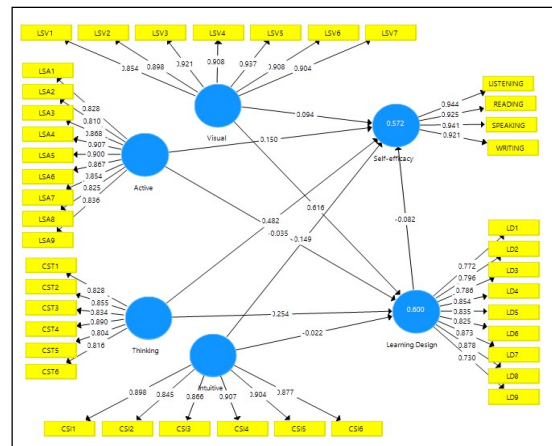 LSV1 LSV2 LSV3 LSV4 LSV5 LSV6 LSV7
0.854 0.898 0.921 0.908 0.937 0.908 0.904
Visual
LSA1
LSA2
LSA3
LSA4
LSA5
LSA6
LSA7
LSA8
LSA9
0.828
0.810
0.868
0.907
0.900
0.867
0.854
0.825
0.836
Active
0.094
0.150
0.572
Self-efficacy
0.944
0.925
0.941
0.921
LISTENING
READING
SPEAKING
WRITING
0.616
0.482
-0.035
0.149
-0.082
CST1
CST2
CST3
CST4
CST5
CST6
0.828
0.855
0.834
0.890
0.804
0.816
Thinking
0.254
-0.022
Intuitive
0.600
Learning Design
0.772
0.796
0.786
0.854
0.835
0.825
0.873
0.878
0.730
LD1
LD2
LD3
LD4
LD5
LD6
LD7
LD8
LD9
0.898 0.845 0.866 0.907 0.904 0.877
CSI1 CSI2 CSI3 CSI4 CSI5 CSI6